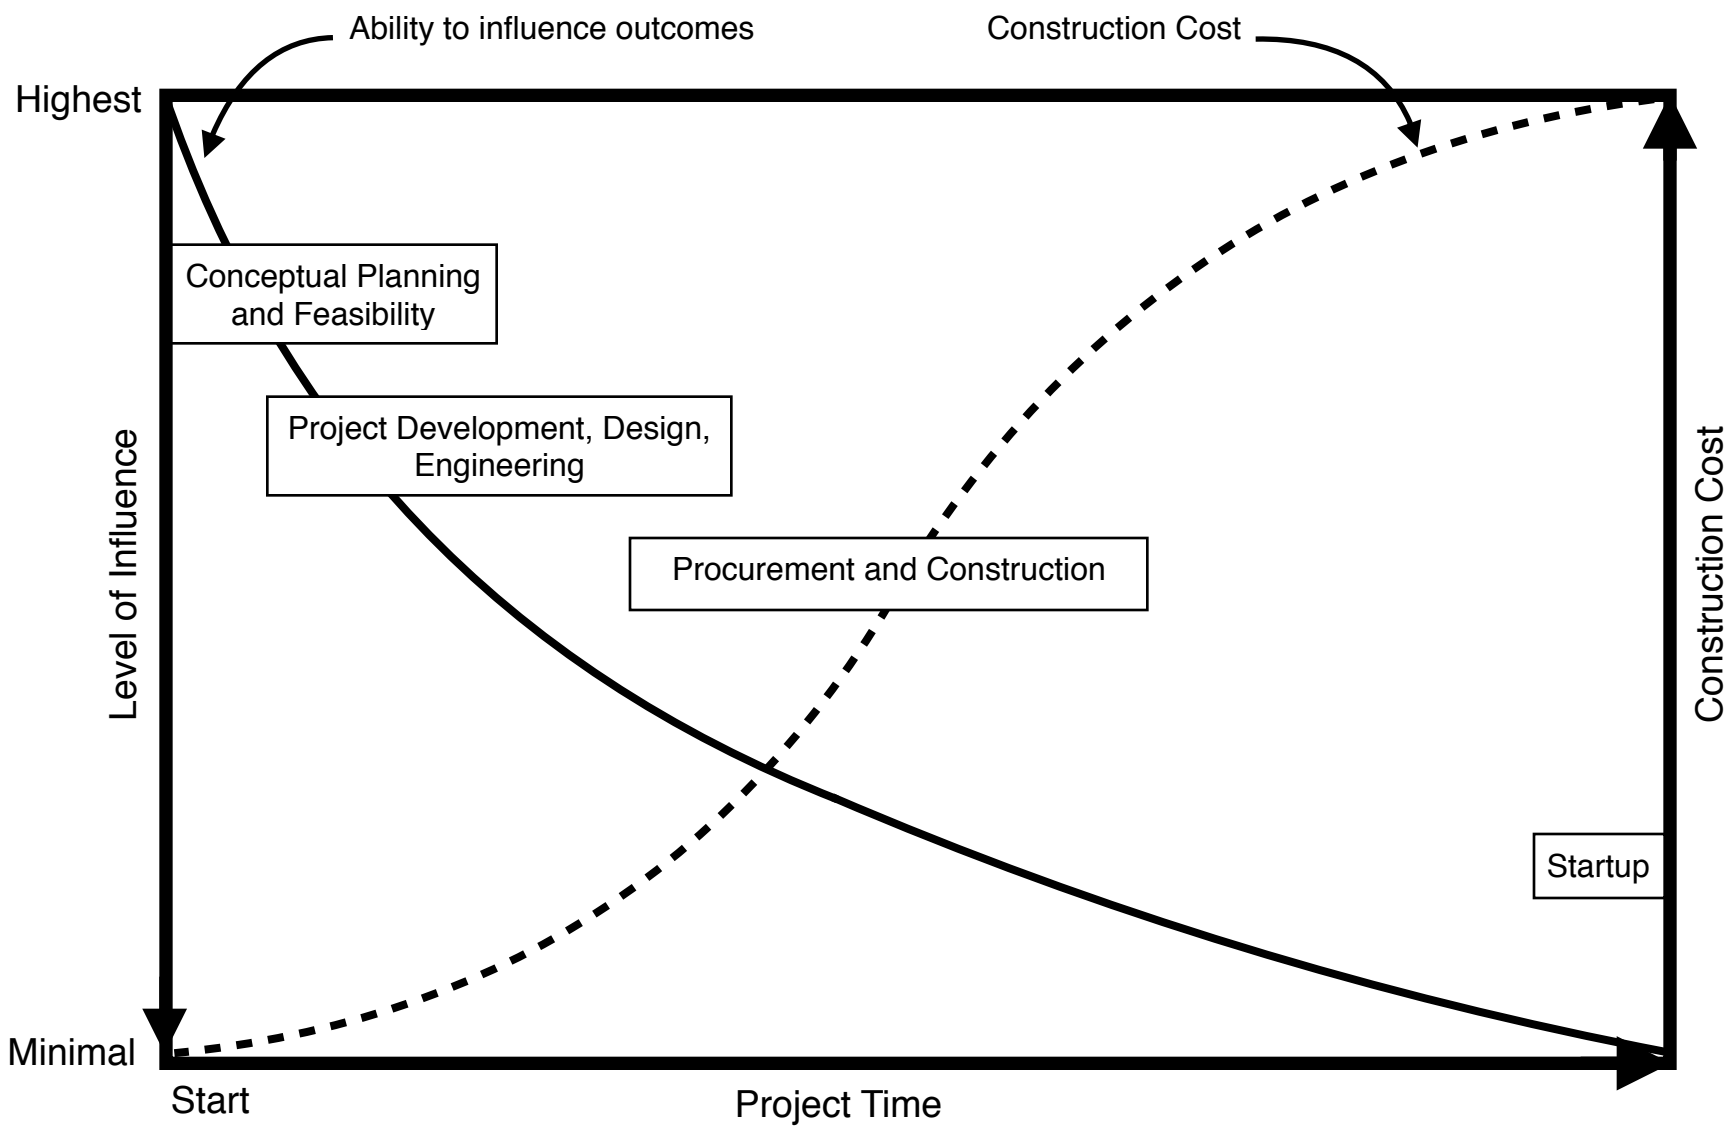 Ability to influence outcomes
Construction Cost
Highest
Conceptual Planning
and Feasibility
Project Development, Design,
Engineering
Level of Influence
Construction Cost
Procurement and Construction
Startup
Minimal
Start
Project Time